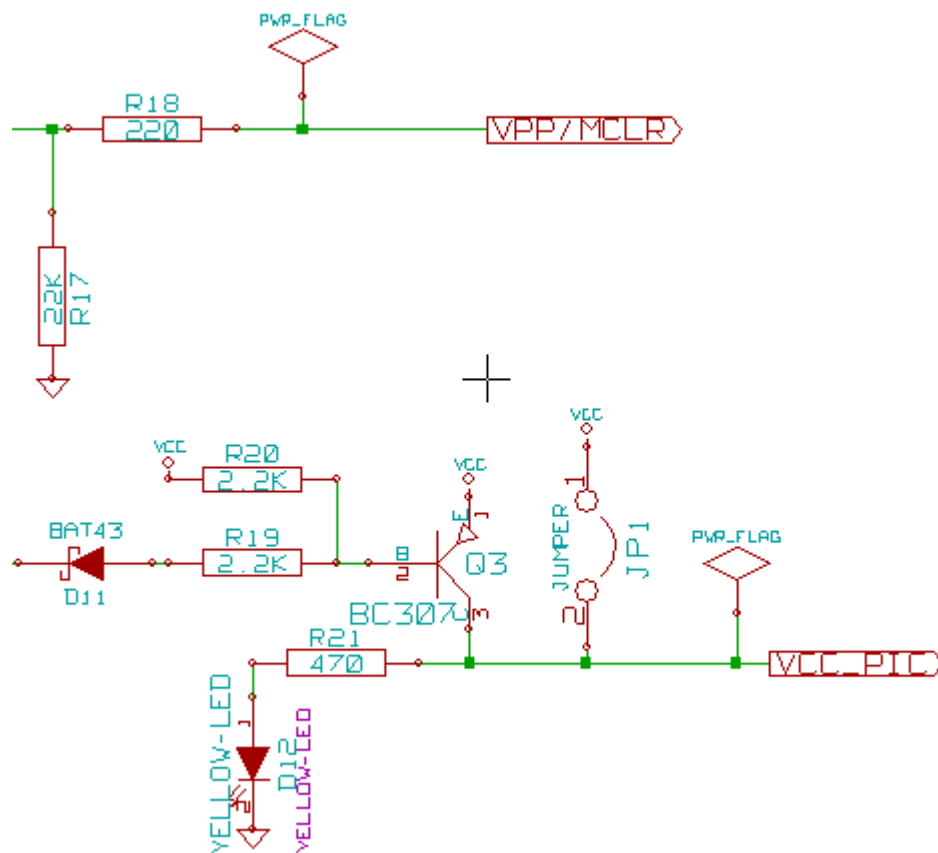 PWR_FLAG
R18
220
VPP/MCLR
22K
R17
VCC
R20
2.2K
VCC
VCC
1
JUMPER
JP1
2
BAT43
D11
R19
2.2K
B
2
E
1
Q3
BC307
C
3
PWR_FLAG
R21
470
VCC_PIC
YELLOW-LED
1
D12
2
YELLOW-LED